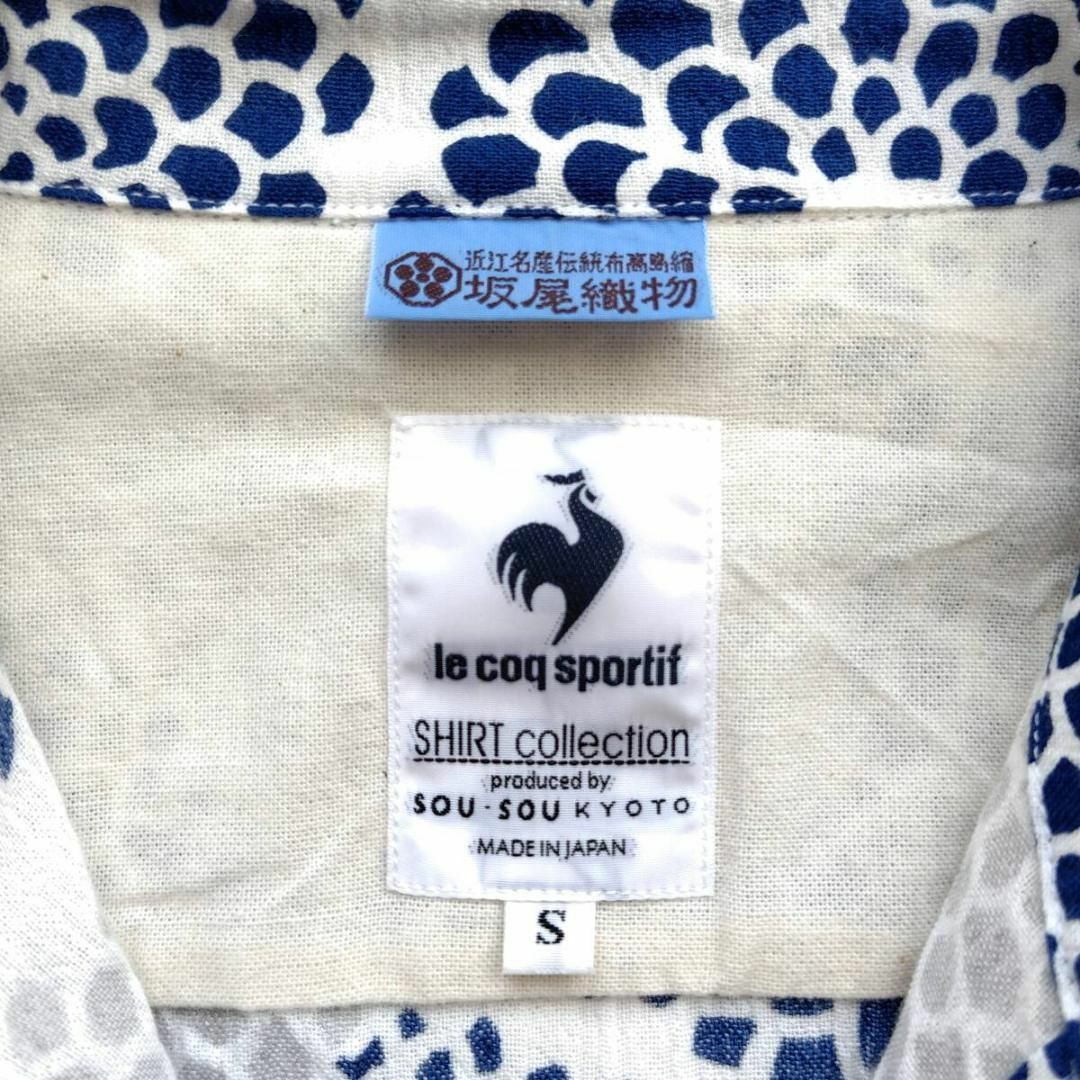 近江名産伝統布高島縮
坂尾織物
le coq sportif
SHIRT collection
produced by
SOU・SOU KYOTO
MADE IN JAPAN
S